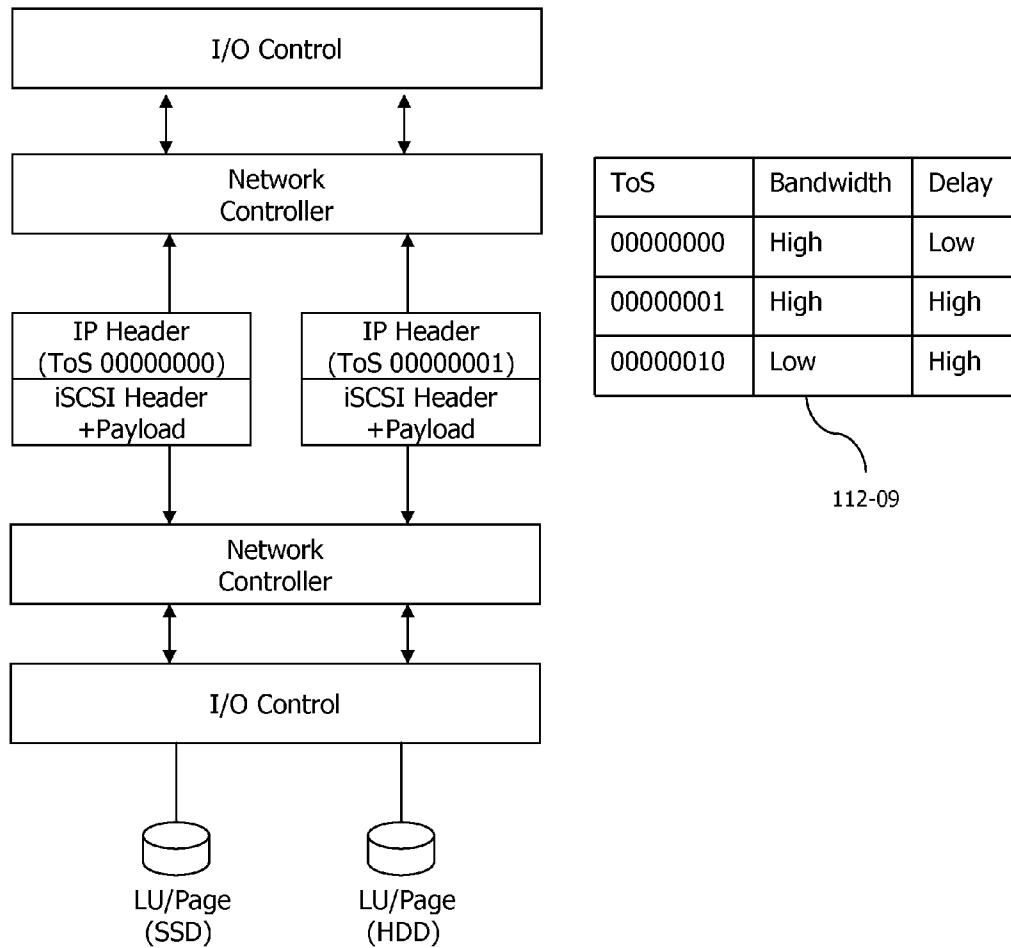 I/O Control
Network
Controller
IP Header
(ToS 00000000)
iSCSI Header
+Payload
IP Header
(ToS 00000001)
iSCSI Header
+Payload
Network
Controller
I/O Control
LU/Page
(SSD)
LU/Page
(HDD)
ToS Bandwidth Delay
00000000 High Low
00000001 High High
00000010 Low High
112-09